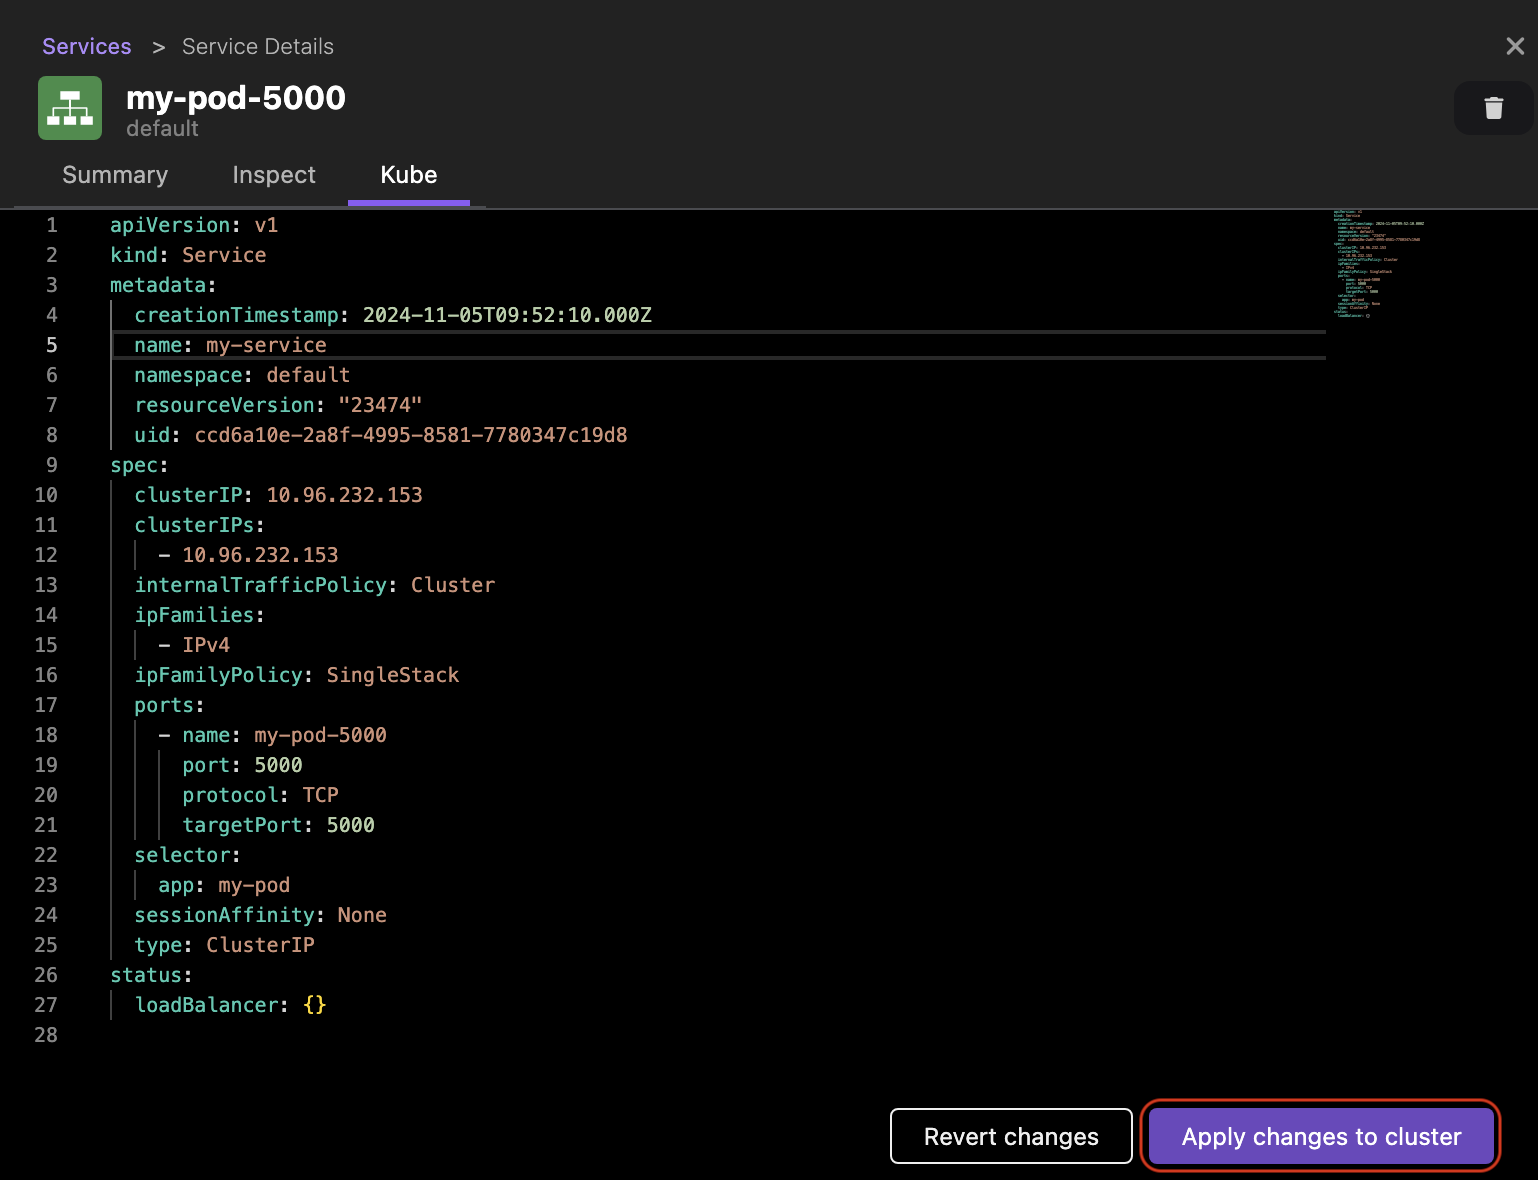 Services > Service Details
my-pod-5000
default
Summary Inspect Kube
1 apiVersion: v1
2 kind: Service
3 metadata:
4   creationTimestamp: 2024-11-05T09:52:10.000Z
5   name: my-service
6   namespace: default
7   resourceVersion: "23474"
8   uid: ccd6a10e-2a8f-4995-8581-7780347c19d8
9 spec:
10   clusterIP: 10.96.232.153
11   clusterIPs:
12     - 10.96.232.153
13   internalTrafficPolicy: Cluster
14   ipFamilies:
15     - IPv4
16   ipFamilyPolicy: SingleStack
17   ports:
18     - name: my-pod-5000
19       port: 5000
20       protocol: TCP
21       targetPort: 5000
22   selector:
23     app: my-pod
24   sessionAffinity: None
25   type: ClusterIP
26 status:
27   loadBalancer: {}
28
Revert changes Apply changes to cluster